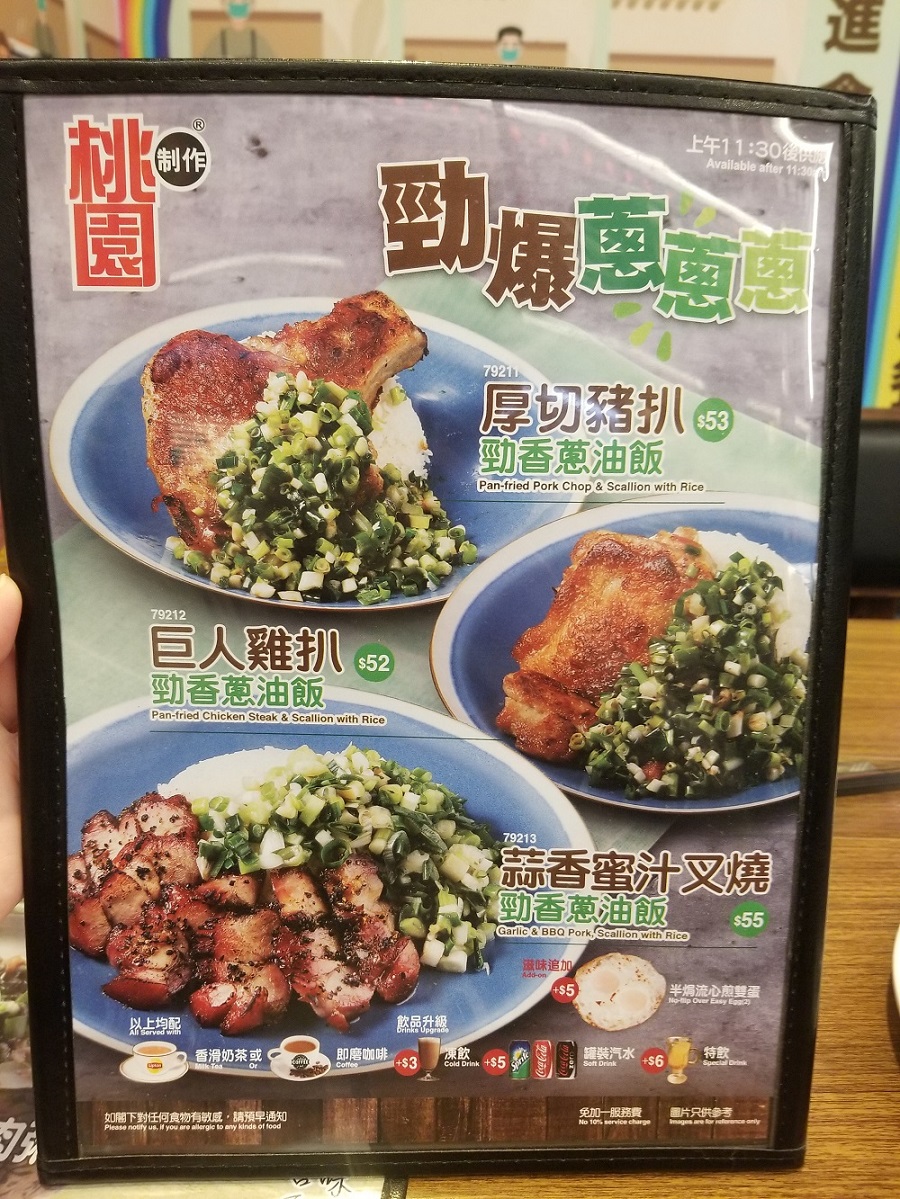 進
桃園
制作
®
上午11:30後供應
Available after 11:30am
勁爆蔥蔥蔥
79211
厚切豬扒
$53
勁香蔥油飯
Pan-fried Pork Chop & Scallion with Rice
79212
巨人雞扒
$52
勁香蔥油飯
Pan-fried Chicken Steak & Scallion with Rice
79213
蒜香蜜汁叉燒
勁香蔥油飯
$55
Garlic & BBQ Pork, Scallion with Rice
滋味追加
Add-on
+$5
半焗流心煎雙蛋
No-flip Over Easy Egg(2)
以上均配
All Served with
飲品升級
Drinks Upgrade
Lipton
香滑奶茶或
Milk Tea Or
COFFEE
即磨咖啡
Coffee
+$3
凍飲
Cold Drink
+$5
Sprite
Coca-Cola
罐裝汽水
Soft Drink
+$6
特飲
Special Drink
如閣下對任何食物有敏感，請預早通知
Please notify us, if you are allergic to any kinds of food
免加一服務費
No 10% service charge
圖片只供參考
Images are for reference only